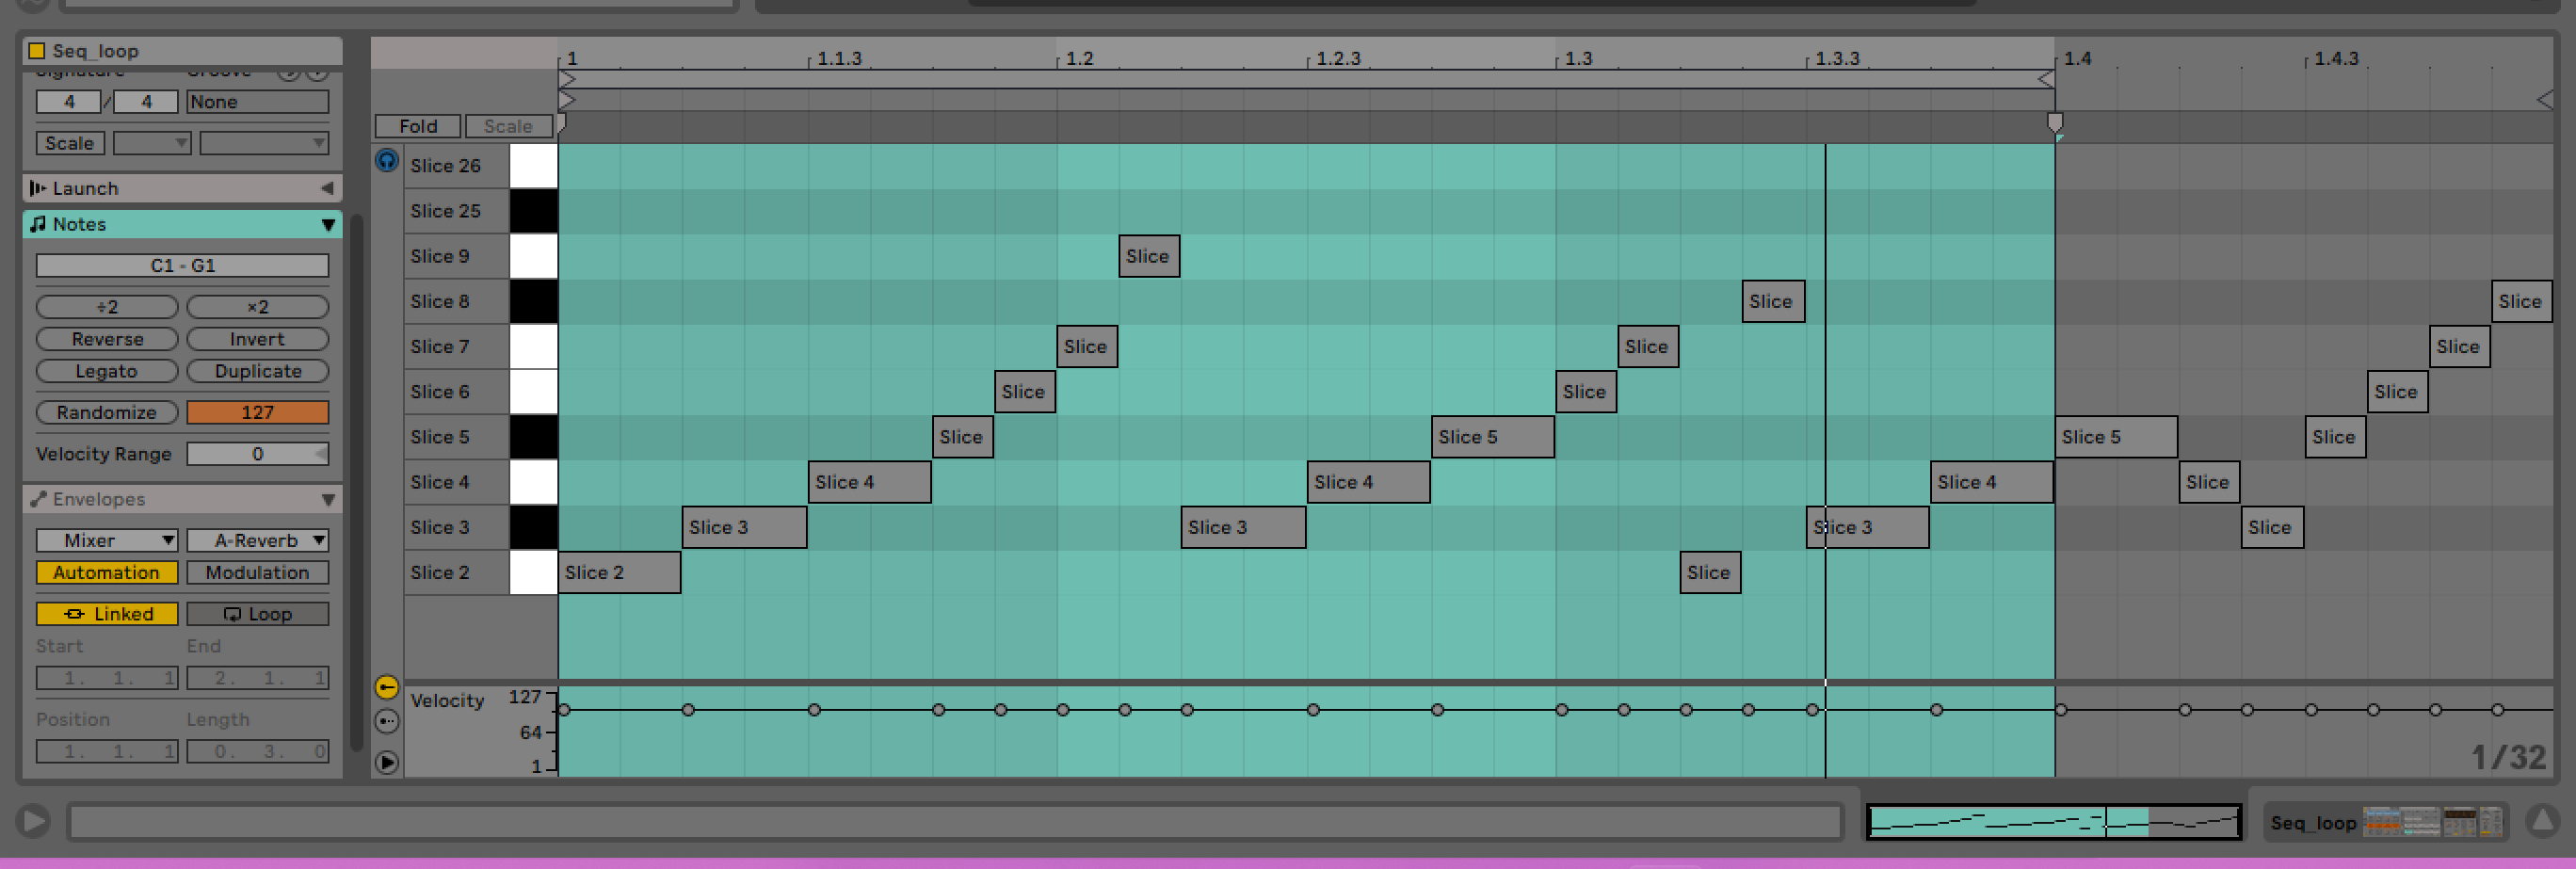 Seq_loop
Signature Groove
4 / 4 None
Scale
Launch
Notes
C1 - G1
÷2 ×2
Reverse Invert
Legato Duplicate
Randomize 127
Velocity Range 0
Envelopes
Mixer A-Reverb
Automation Modulation
Linked Loop
Start End
1. 1. 1 2. 1. 1
Position Length
1. 1. 1 0. 3. 0
1 1.1.3 1.2 1.2.3 1.3 1.3.3 1.4 1.4.3
Fold Scale
Slice 26
Slice 25
Slice 9 Slice
Slice 8 Slice Slice
Slice 7 Slice Slice Slice
Slice 6 Slice Slice Slice
Slice 5 Slice Slice 5 Slice 5 Slice
Slice 4 Slice 4 Slice 4 Slice 4 Slice
Slice 3 Slice 3 Slice 3 Slice 3 Slice
Slice 2 Slice 2 Slice
Velocity 127
64
1
1/32
Seq_loop